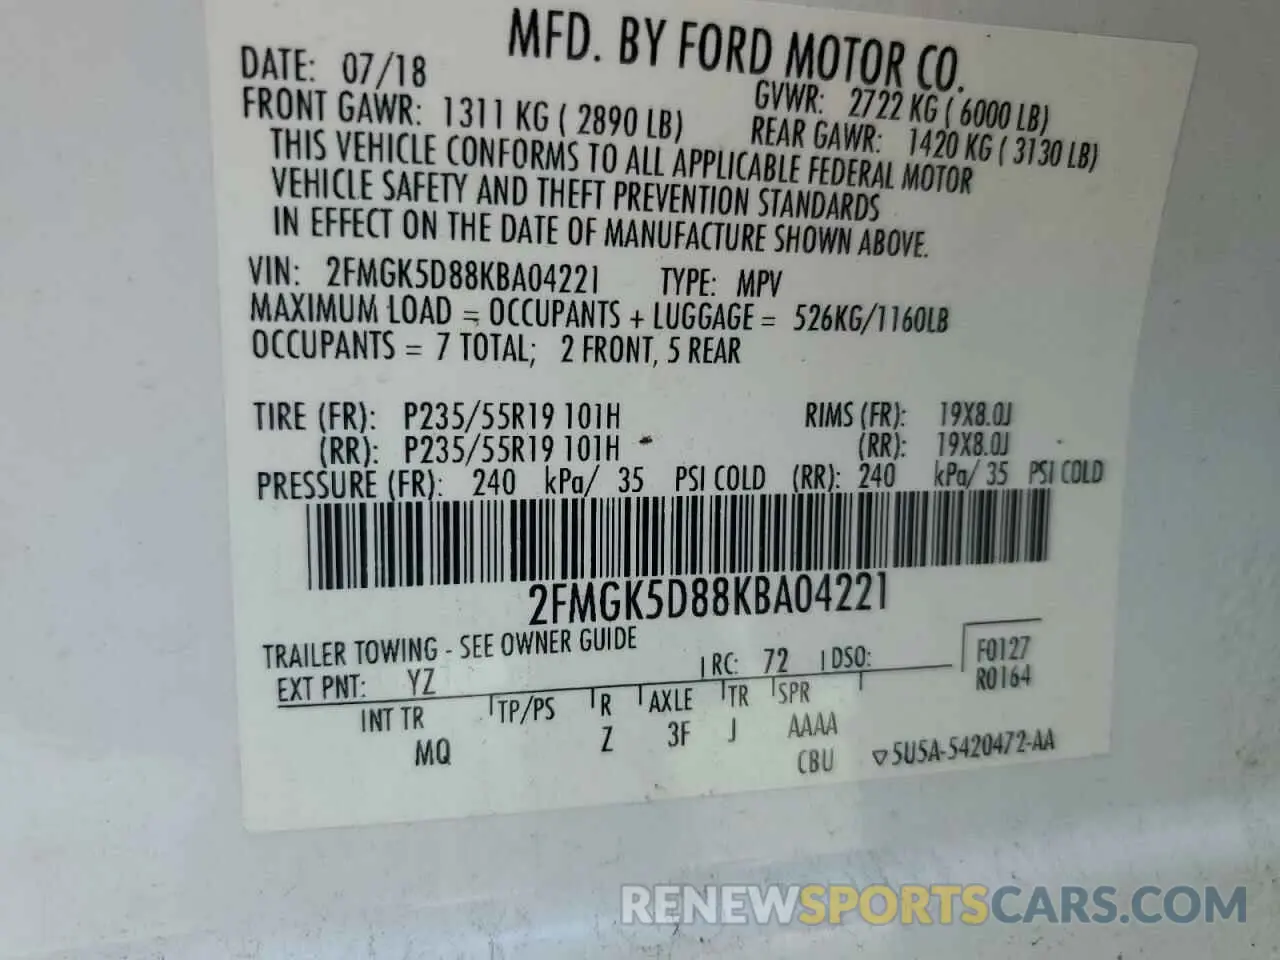 MFD. BY FORD MOTOR CO.
DATE: 07/18 GVWR: 2722 KG ( 6000 LB)
FRONT GAWR: 1311 KG ( 2890 LB) REAR GAWR: 1420 KG ( 3130 LB)
THIS VEHICLE CONFORMS TO ALL APPLICABLE FEDERAL MOTOR
VEHICLE SAFETY AND THEFT PREVENTION STANDARDS
IN EFFECT ON THE DATE OF MANUFACTURE SHOWN ABOVE.
VIN: 2FMGK5D88KBA04221 TYPE: MPV
MAXIMUM LOAD = OCCUPANTS + LUGGAGE = 526KG/1160LB
OCCUPANTS = 7 TOTAL; 2 FRONT, 5 REAR
TIRE (FR): P235/55R19 101H RIMS (FR): 19X8.0J
(RR): P235/55R19 101H (RR): 19X8.0J
PRESSURE (FR): 240 kPa/ 35 PSI COLD (RR): 240 kPa/ 35 PSI COLD
2FMGK5D88KBA04221
TRAILER TOWING - SEE OWNER GUIDE
EXT PNT: YZ RC: 72 DSO: F0127
R0164
INT TR TP/PS R AXLE TR SPR
MQ Z 3F J AAAA
CBU ▽5U5A-5420472-AA
RENEWSPORTSCARS.COM